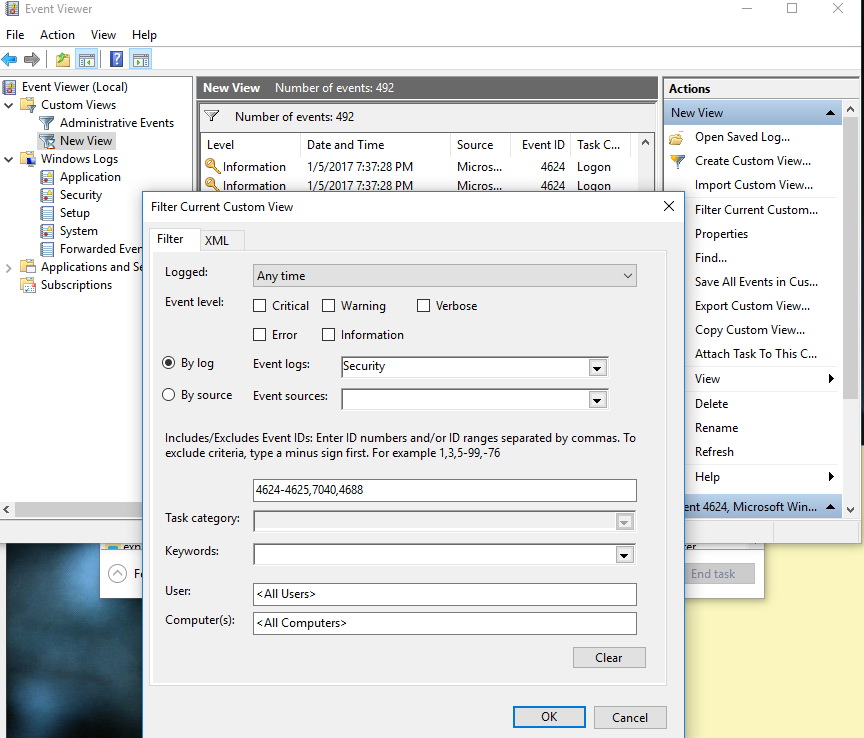 Event Viewer
File Action View Help
Event Viewer (Local)
Custom Views
Administrative Events
New View
Windows Logs
Application
Security
Setup
System
Forwarded Even
Applications and Se
Subscriptions
New View Number of events: 492
Number of events: 492
Level Date and Time Source Event ID Task C...
Information 1/5/2017 7:37:28 PM Micros... 4624 Logon
Information 1/5/2017 7:37:28 PM Micros... 4624 Logon
Actions
New View
Open Saved Log...
Create Custom View...
Import Custom View...
Filter Current Custom...
Properties
Find...
Save All Events in Cus...
Export Custom View...
Copy Custom View...
Attach Task To This C...
View
Delete
Rename
Refresh
Help
ent 4624, Microsoft Win...
Filter Current Custom View
Filter XML
Logged: Any time
Event level: Critical Warning Verbose
Error Information
By log Event logs: Security
By source Event sources:
Includes/Excludes Event IDs: Enter ID numbers and/or ID ranges separated by commas. To
exclude criteria, type a minus sign first. For example 1,3,5-99,-76
4624-4625,7040,4688
Task category:
Keywords:
User: <All Users>
Computer(s): <All Computers>
Clear
OK Cancel
End task